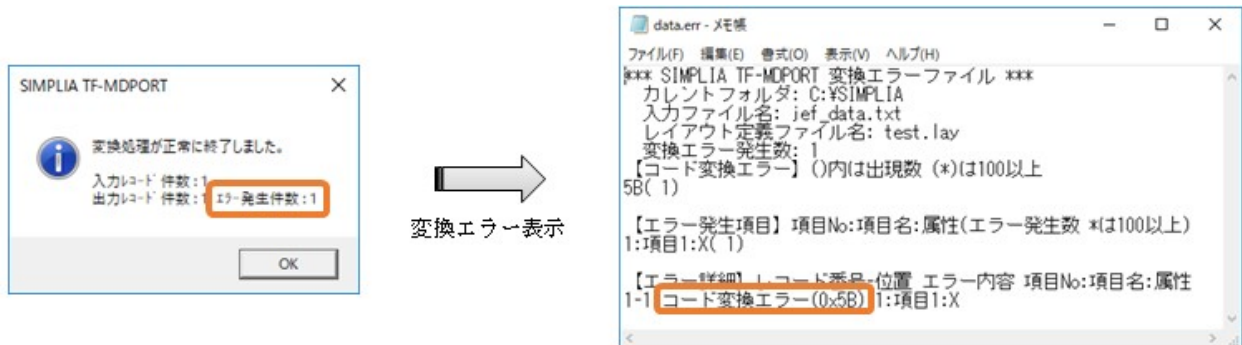 SIMPLIA TF-MDPORT
変換処理が正常に終了しました。
入力ﾚｺｰﾄﾞ件数:1
出力ﾚｺｰﾄﾞ件数:1 ｴﾗｰ発生件数:1
OK
変換エラー表示
data.err - メモ帳
ファイル(F) 編集(E) 書式(O) 表示(V) ヘルプ(H)
*** SIMPLIA TF-MDPORT 変換エラーファイル ***
カレントフォルダ: C:¥SIMPLIA
入力ファイル名: jef_data.txt
レイアウト定義ファイル名: test.lay
変換エラー発生数: 1
【コード変換エラー】()内は出現数 (*)は100以上
5B( 1)
【エラー発生項目】項目No:項目名:属性(エラー発生数 *は100以上)
1:項目1:X( 1)
【エラー詳細】レコード番号-位置 エラー内容 項目No:項目名:属性
1-1 コード変換エラー(0x5B) 1:項目1:X